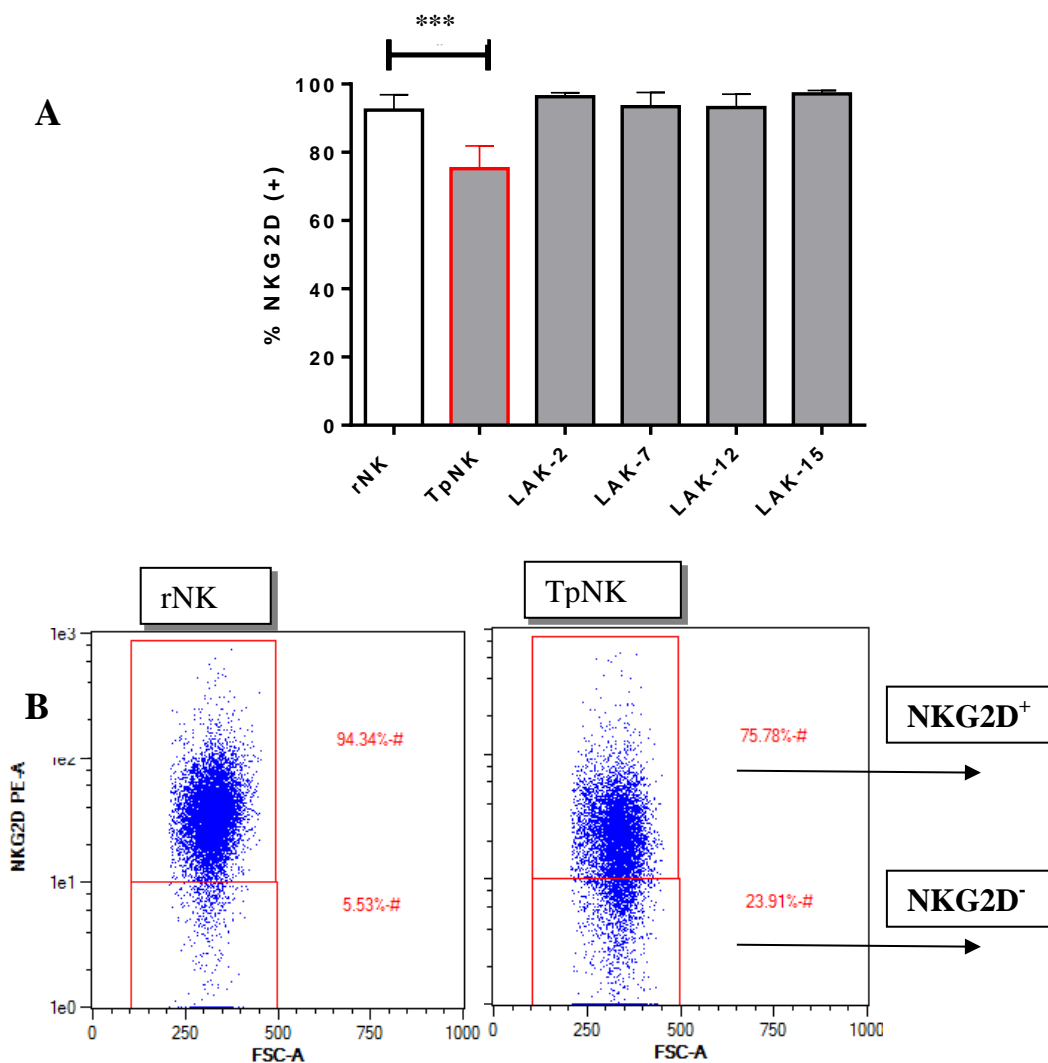 ***
A
% NKG2D (+)
100
80
60
40
20
0
rNK
TpNK
LAK-2
LAK-7
LAK-12
LAK-15
B
rNK
TpNK
NKG2D PE-A
1e3
1e2
1e1
1e0
94.34%-#
5.53%-#
0 250 500 750 1000
FSC-A
75.78%-#
23.91%-#
0 250 500 750 1000
FSC-A
NKG2D⁺
NKG2D⁻